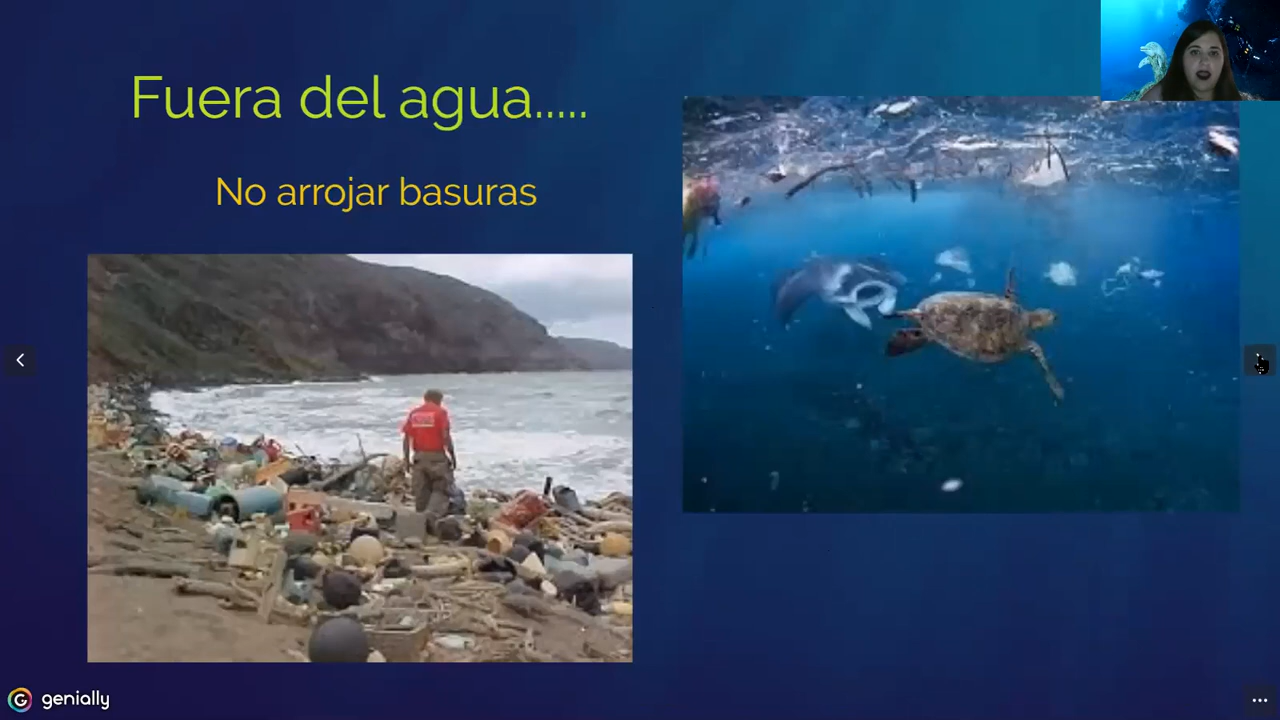 Fuera del agua.....
No arrojar basuras
genially